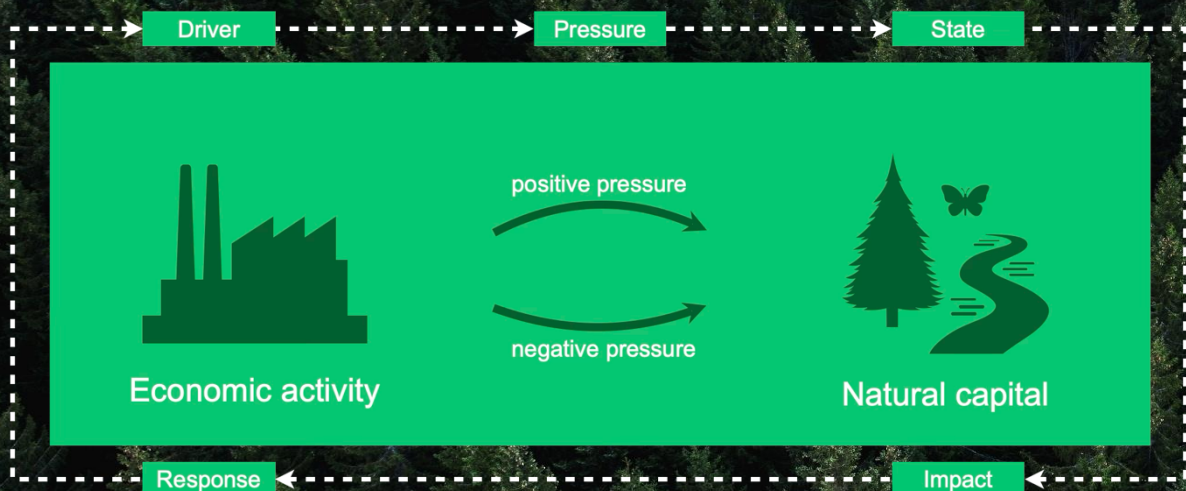 Driver
Pressure
State
positive pressure
negative pressure
Economic activity
Natural capital
Response
Impact